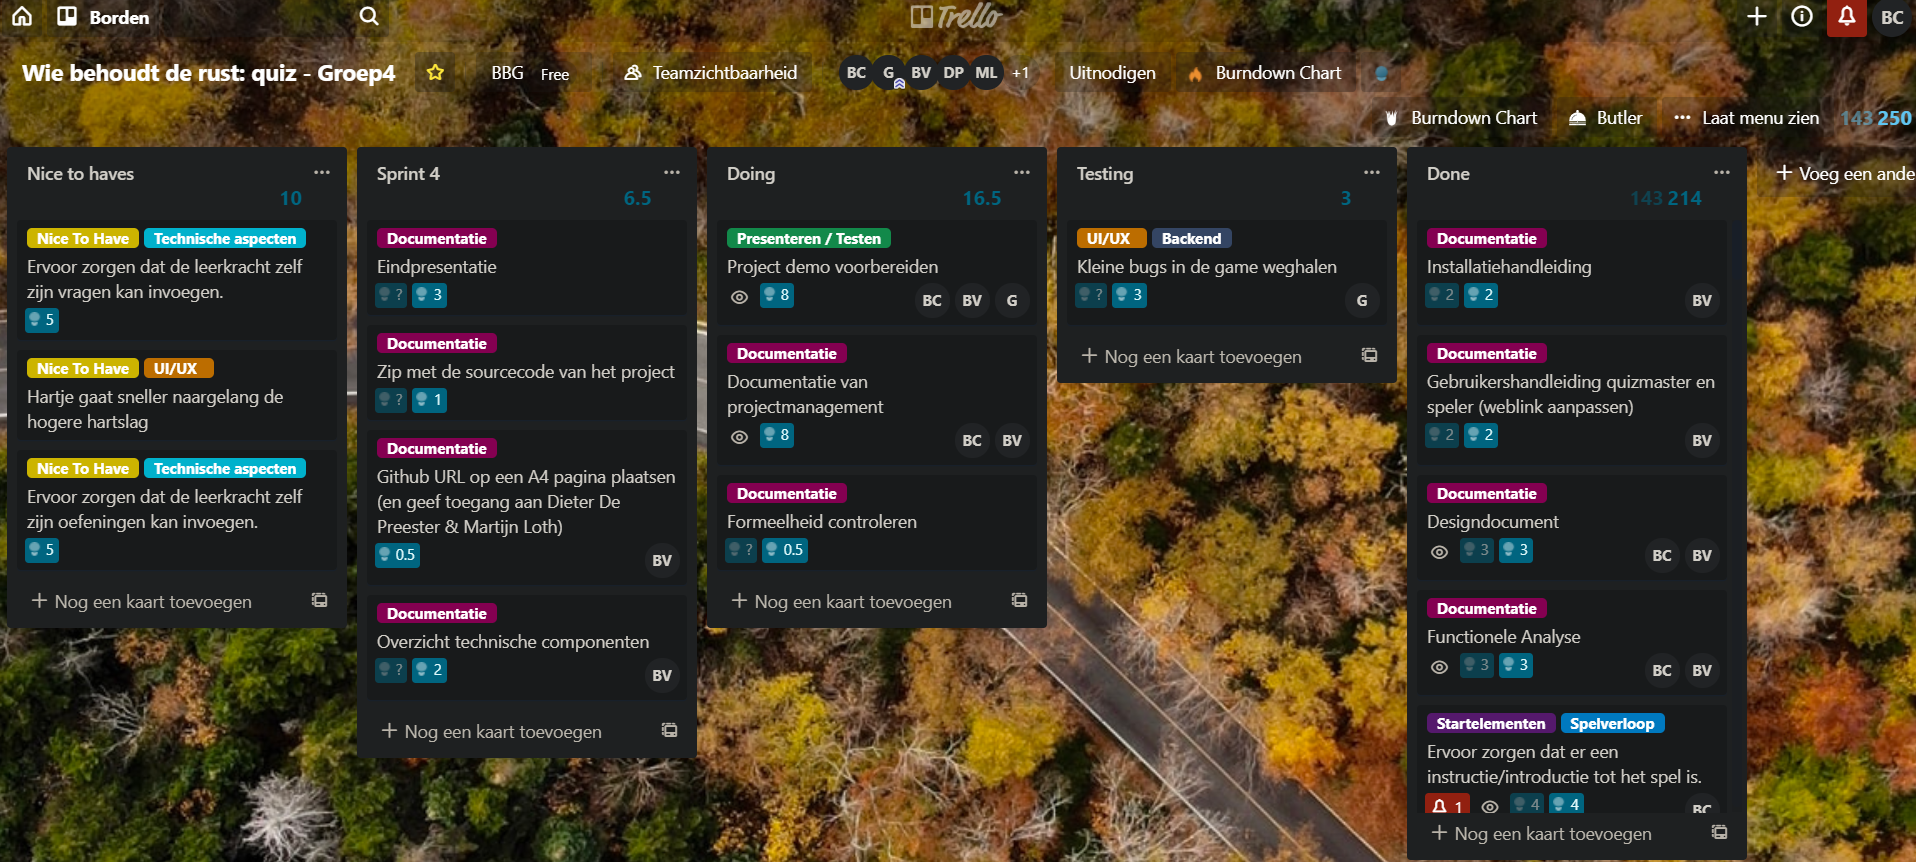 Borden
Trello
BC
Wie behoudt de rust: quiz - Groep4
BBG Free
Teamzichtbaarheid
BC G BV DP ML +1
Uitnodigen
Burndown Chart
Burndown Chart
Butler
Laat menu zien
143 250
Nice to haves
10
Nice To Have Technische aspecten
Ervoor zorgen dat de leerkracht zelf
zijn vragen kan invoegen.
5
Nice To Have UI/UX
Hartje gaat sneller naargelang de
hogere hartslag
Nice To Have Technische aspecten
Ervoor zorgen dat de leerkracht zelf
zijn oefeningen kan invoegen.
5
+ Nog een kaart toevoegen
Sprint 4
6.5
Documentatie
Eindpresentatie
? 3
Documentatie
Zip met de sourcecode van het project
? 1
Documentatie
Github URL op een A4 pagina plaatsen
(en geef toegang aan Dieter De
Preester & Martijn Loth)
0.5
BV
Documentatie
Overzicht technische componenten
? 2
BV
+ Nog een kaart toevoegen
Doing
16.5
Presenteren / Testen
Project demo voorbereiden
8
BC BV G
Documentatie
Documentatie van
projectmanagement
8
BC BV
Documentatie
Formeelheid controleren
? 0.5
+ Nog een kaart toevoegen
Testing
3
UI/UX Backend
Kleine bugs in de game weghalen
? 3
G
+ Nog een kaart toevoegen
Done
143 214
Documentatie
Installatiehandleiding
2 2
BV
Documentatie
Gebruikershandleiding quizmaster en
speler (weblink aanpassen)
2 2
BV
Documentatie
Designdocument
3 3
BC BV
Documentatie
Functionele Analyse
3 3
BC BV
Startelementen Spelverloop
Ervoor zorgen dat er een
instructie/introductie tot het spel is.
1 4 4
BC
+ Nog een kaart toevoegen
+ Voeg een ande